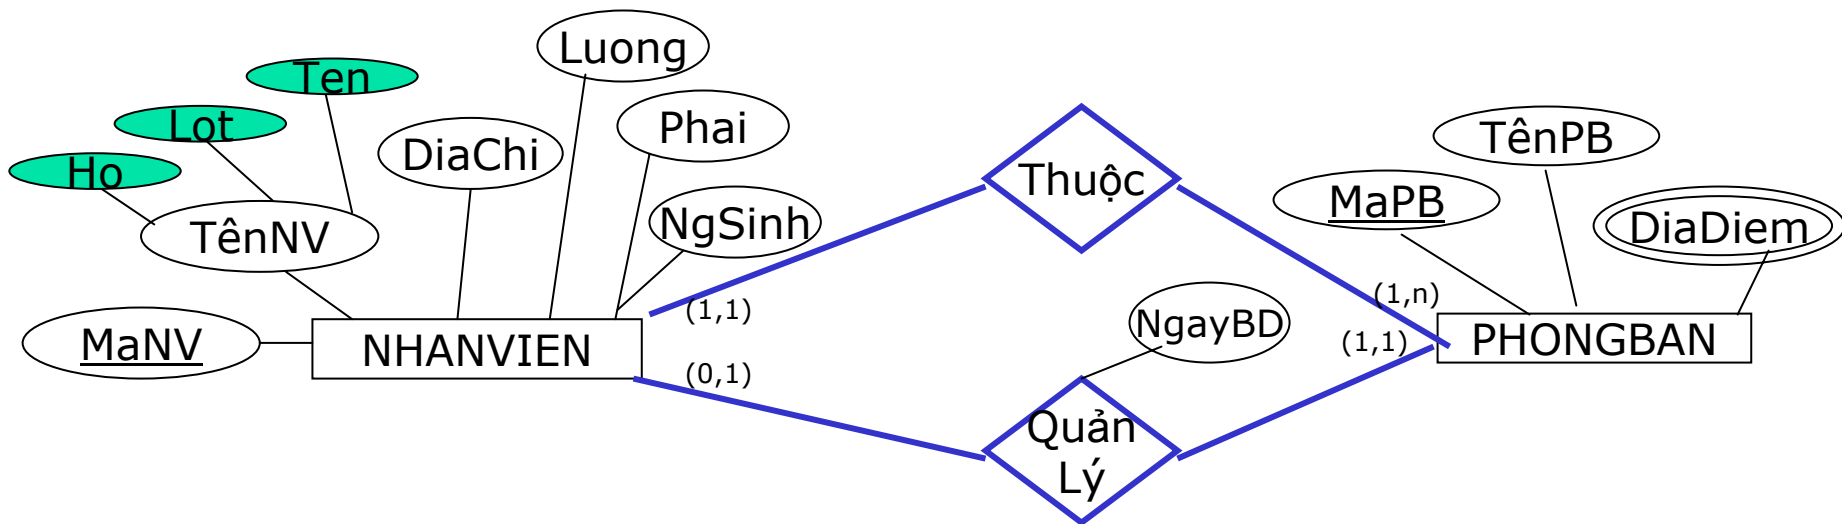 Luong
Ten
Lot
Phai
TênPB
DiaChi
Ho
Thuộc
MaPB
NgSinh
TênNV
DiaDiem
(1,n)
(1,1)
NgayBD
MaNV
NHANVIEN
(1,1)
PHONGBAN
(0,1)
Quản
Lý